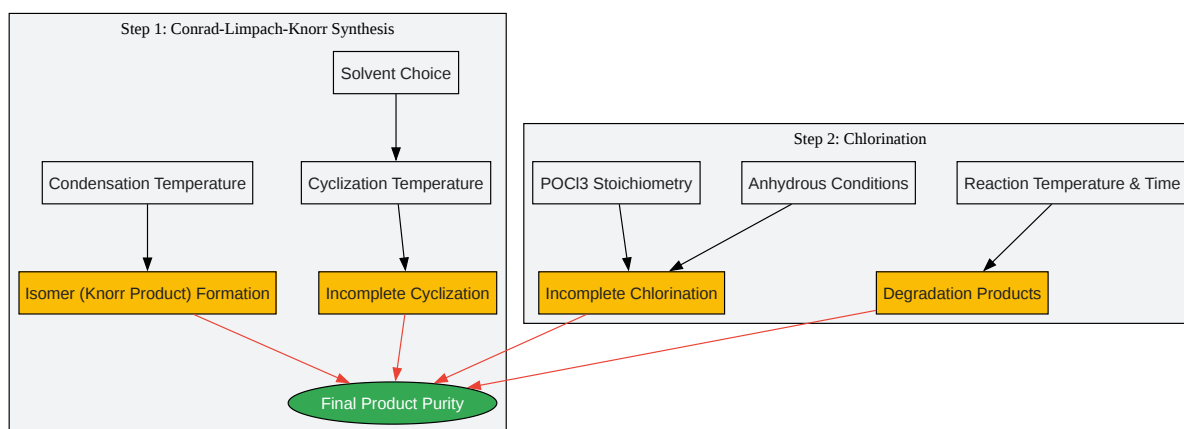 Step 1: Conrad-Limpach-Knorr Synthesis
Solvent Choice
Condensation Temperature
Cyclization Temperature
Isomer (Knorr Product) Formation
Incomplete Cyclization
Step 2: Chlorination
POCl3 Stoichiometry
Anhydrous Conditions
Reaction Temperature & Time
Incomplete Chlorination
Degradation Products
Final Product Purity